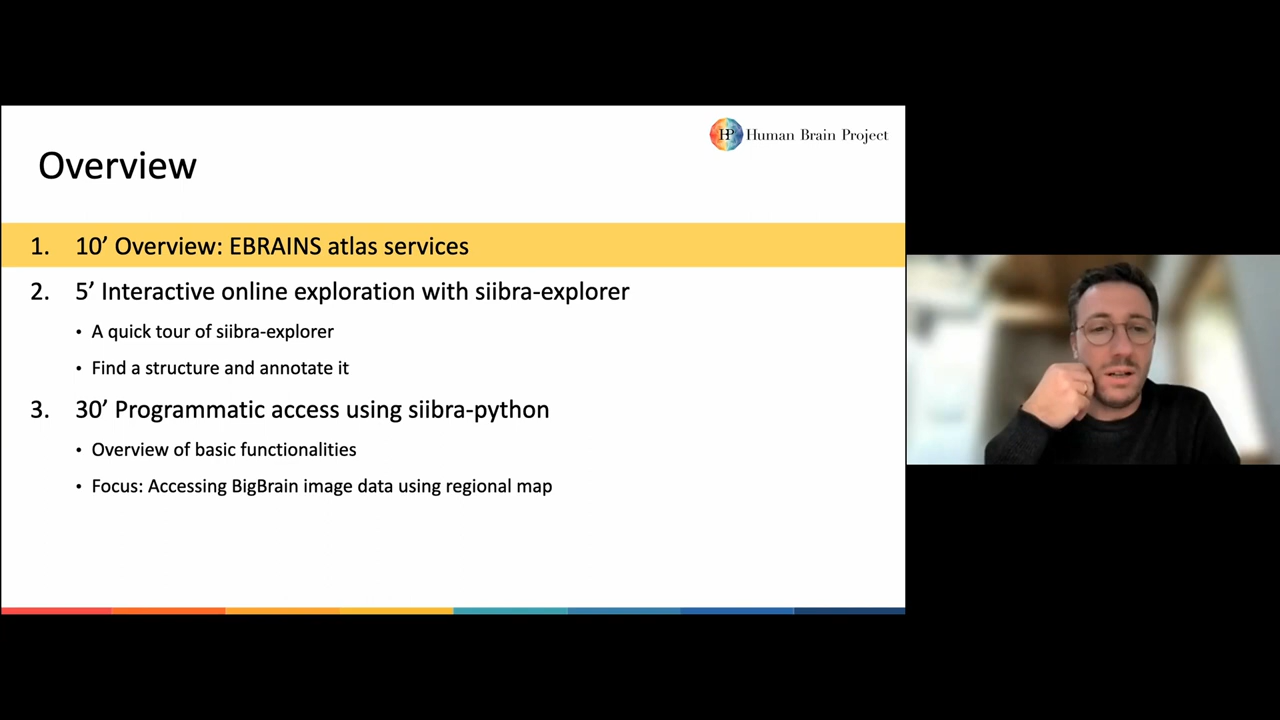 HP Human Brain Project
Overview
1. 10’ Overview: EBRAINS atlas services
2. 5’ Interactive online exploration with siibra-explorer
• A quick tour of siibra-explorer
• Find a structure and annotate it
3. 30’ Programmatic access using siibra-python
• Overview of basic functionalities
• Focus: Accessing BigBrain image data using regional map